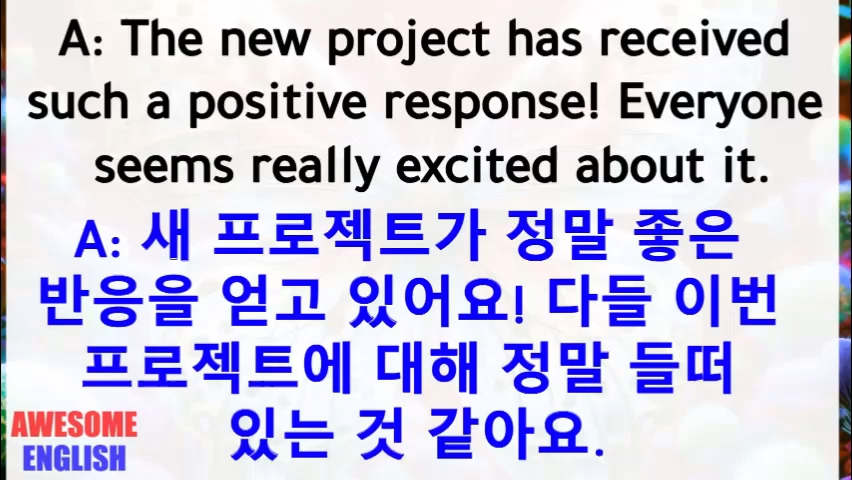 A: The new project has received
such a positive response! Everyone
seems really excited about it.
A: 새 프로젝트가 정말 좋은
반응을 얻고 있어요! 다들 이번
프로젝트에 대해 정말 들떠
있는 것 같아요.
AWESOME
ENGLISH